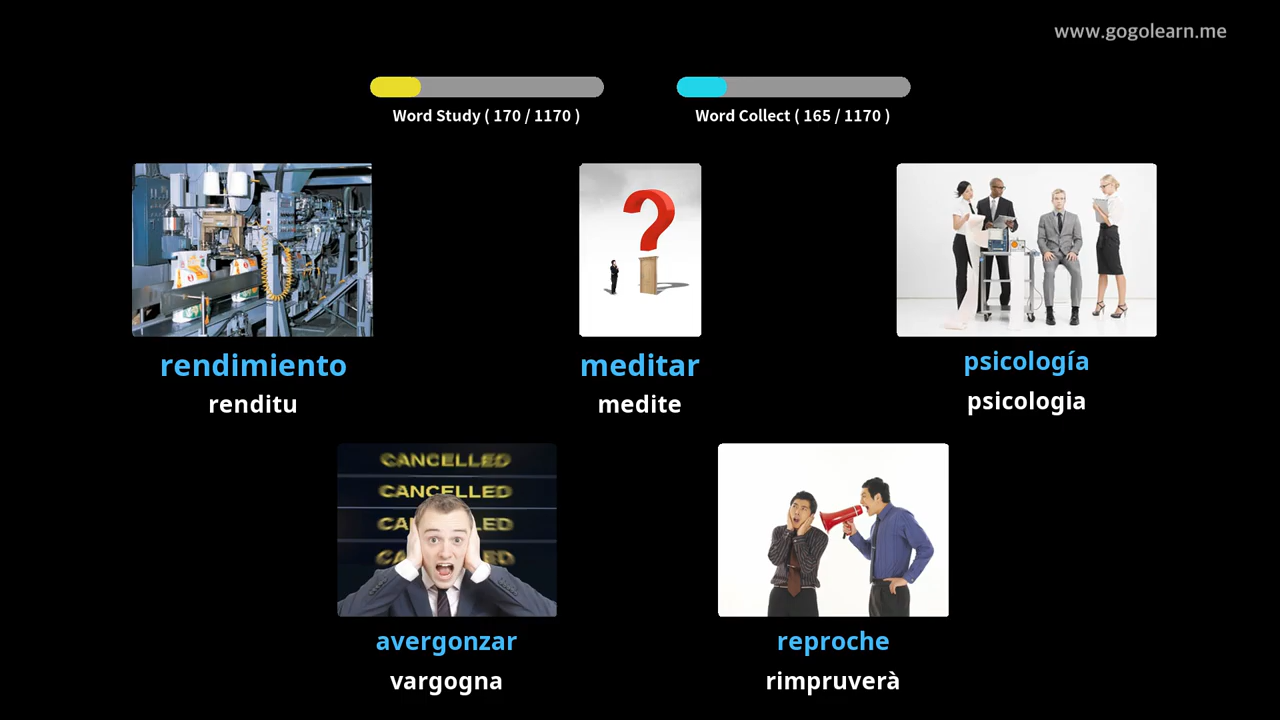 www.gogolearn.me
Word Study ( 170 / 1170 )
Word Collect ( 165 / 1170 )
rendimiento
renditu
meditar
medite
psicología
psicologia
CANCELLED
CANCELLED
CANCELLED
avergonzar
vargogna
reproche
rimpruverà